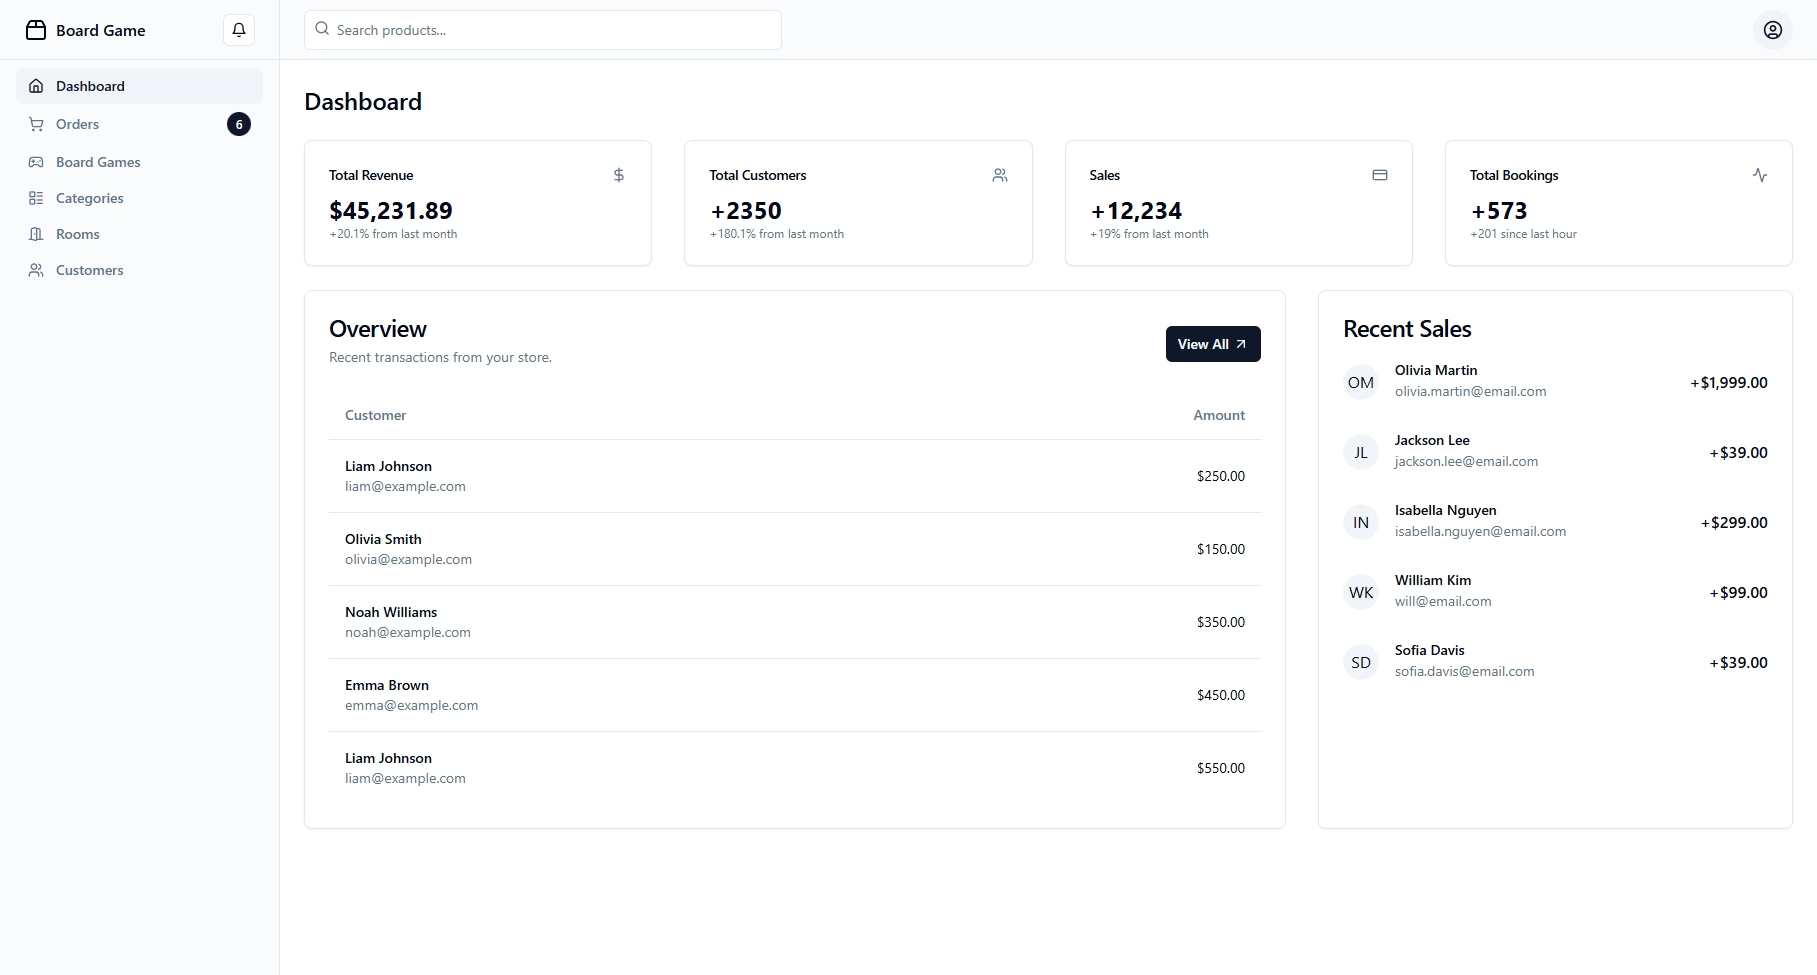 Board Game
Search products...
Dashboard
Orders
6
Board Games
Categories
Rooms
Customers
Dashboard
Total Revenue
$45,231.89
+20.1% from last month
Total Customers
+2350
+180.1% from last month
Sales
+12,234
+19% from last month
Total Bookings
+573
+201 since last hour
Overview
Recent transactions from your store.
View All
Customer Amount
Liam Johnson
liam@example.com
$250.00
Olivia Smith
olivia@example.com
$150.00
Noah Williams
noah@example.com
$350.00
Emma Brown
emma@example.com
$450.00
Liam Johnson
liam@example.com
$550.00
Recent Sales
OM
Olivia Martin
olivia.martin@email.com
+$1,999.00
JL
Jackson Lee
jackson.lee@email.com
+$39.00
IN
Isabella Nguyen
isabella.nguyen@email.com
+$299.00
WK
William Kim
will@email.com
+$99.00
SD
Sofia Davis
sofia.davis@email.com
+$39.00